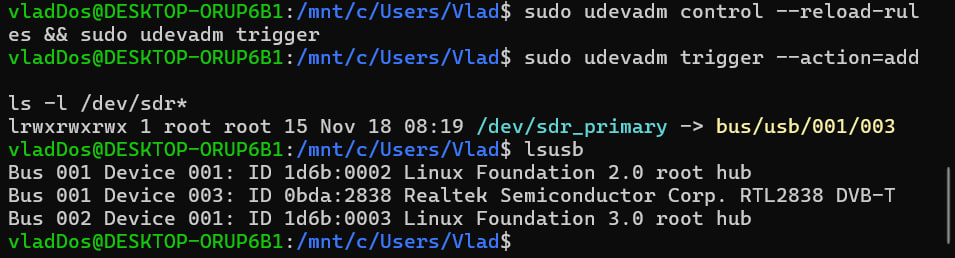 vladDos@DESKTOP-ORUP6B1:/mnt/c/Users/Vlad$ sudo udevadm control --reload-rul
es && sudo udevadm trigger
vladDos@DESKTOP-ORUP6B1:/mnt/c/Users/Vlad$ sudo udevadm trigger --action=add
ls -l /dev/sdr*
lrwxrwxrwx 1 root root 15 Nov 18 08:19 /dev/sdr_primary -> bus/usb/001/003
vladDos@DESKTOP-ORUP6B1:/mnt/c/Users/Vlad$ lsusb
Bus 001 Device 001: ID 1d6b:0002 Linux Foundation 2.0 root hub
Bus 001 Device 003: ID 0bda:2838 Realtek Semiconductor Corp. RTL2838 DVB-T
Bus 002 Device 001: ID 1d6b:0003 Linux Foundation 3.0 root hub
vladDos@DESKTOP-ORUP6B1:/mnt/c/Users/Vlad$